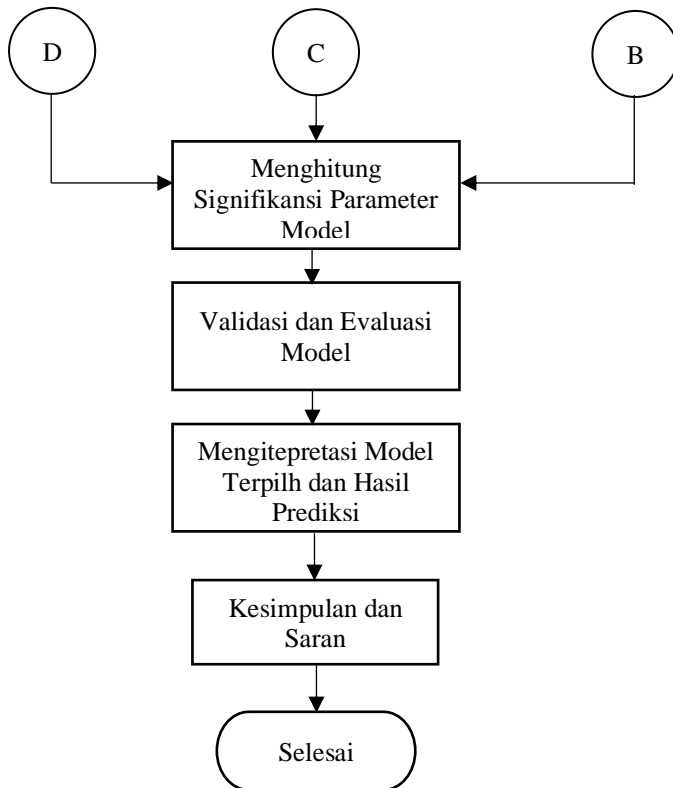 D
C
B
Menghitung
Signifikansi Parameter
Model
Validasi dan Evaluasi
Model
Mengitepretasi Model
Terpilh dan Hasil
Prediksi
Kesimpulan dan
Saran
Selesai